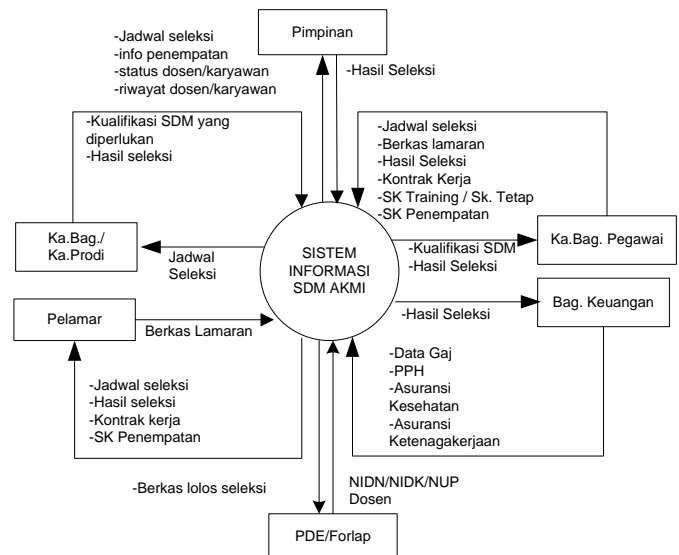 Pimpinan
-Jadwal seleksi
-info penempatan
-status dosen/karyawan
-riwayat dosen/karyawan
-Hasil Seleksi
-Kualifikasi SDM yang
diperlukan
-Hasil seleksi
-Jadwal seleksi
-Berkas lamaran
-Hasil Seleksi
-Kontrak Kerja
-SK Training / Sk. Tetap
-SK Penempatan
Ka.Bag./
Ka.Prodi
Jadwal
Seleksi
SISTEM
INFORMASI
SDM AKMI
-Kualifikasi SDM
-Hasil Seleksi
Ka.Bag. Pegawai
Pelamar
Berkas Lamaran
-Hasil Seleksi
Bag. Keuangan
-Jadwal seleksi
-Hasil seleksi
-Kontrak kerja
-SK Penempatan
-Data Gaj
-PPH
-Asuransi
Kesehatan
-Asuransi
Ketenagakerjaan
-Berkas lolos seleksi
NIDN/NIDK/NUP
Dosen
PDE/Forlap